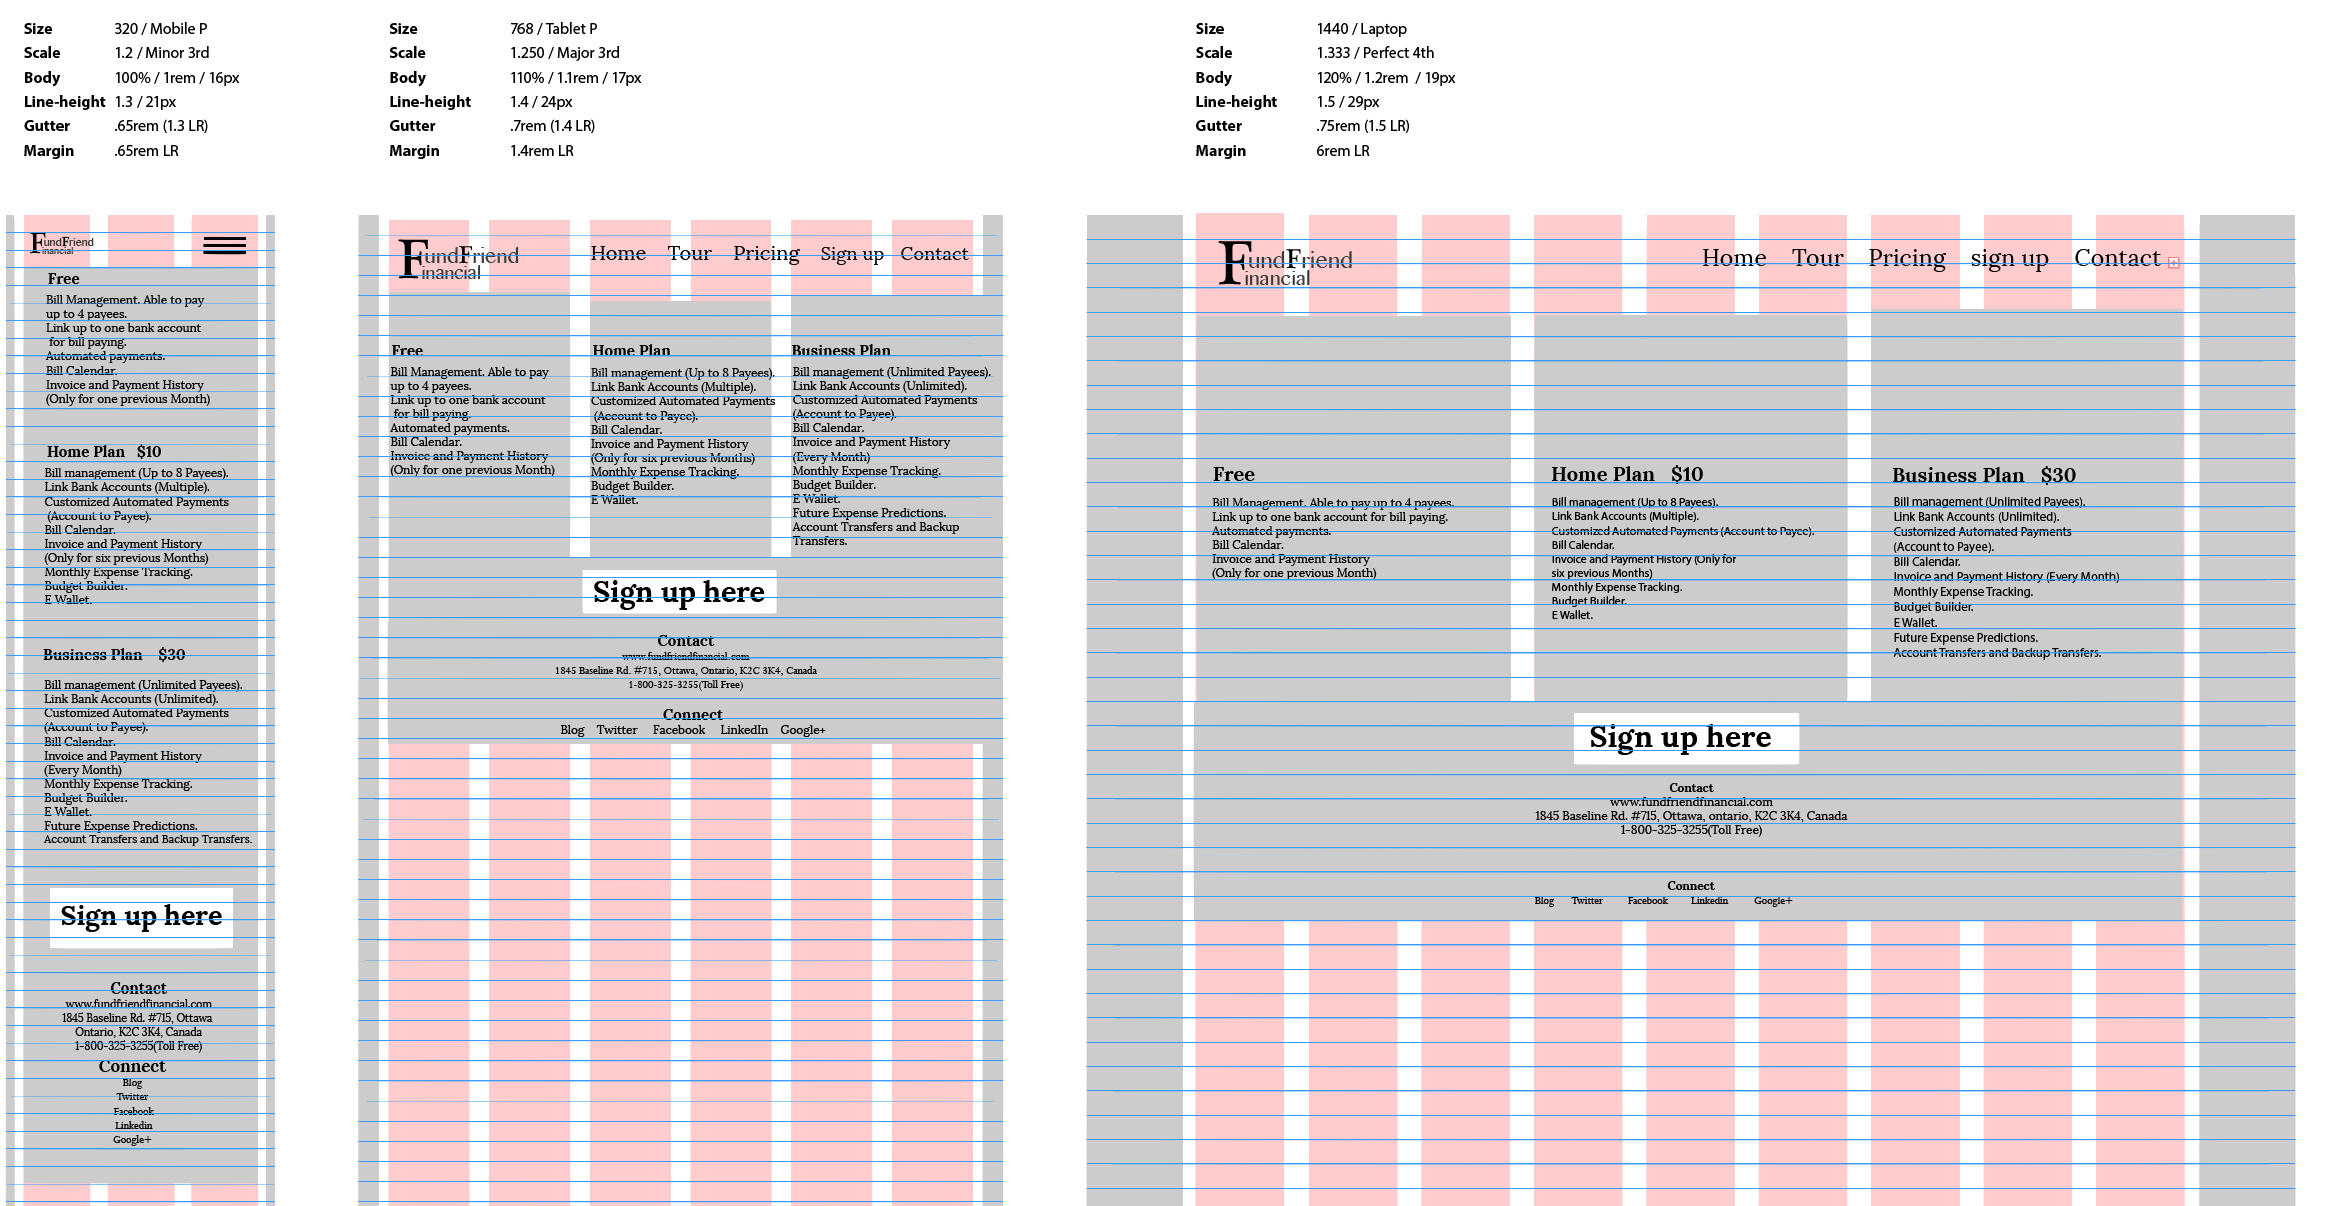 Size 320 / Mobile P
Scale 1.2 / Minor 3rd
Body 100% / 1rem / 16px
Line-height 1.3 / 21px
Gutter .65rem (1.3 LR)
Margin .65rem LR
Size 768 / Tablet P
Scale 1.250 / Major 3rd
Body 110% / 1.1rem / 17px
Line-height 1.4 / 24px
Gutter .7rem (1.4 LR)
Margin 1.4rem LR
Size 1440 / Laptop
Scale 1.333 / Perfect 4th
Body 120% / 1.2rem / 19px
Line-height 1.5 / 29px
Gutter .75rem (1.5 LR)
Margin 6rem LR
FundFriend
Financial
Free
Bill Management. Able to pay
up to 4 payees.
Link up to one bank account
for bill paying.
Automated payments.
Bill Calendar.
Invoice and Payment History
(Only for one previous Month)
Home Plan $10
Bill management (Up to 8 Payees).
Link Bank Accounts (Multiple).
Customized Automated Payments
(Account to Payee).
Bill Calendar.
Invoice and Payment History
(Only for six previous Months)
Monthly Expense Tracking.
Budget Builder.
E Wallet.
Business Plan $30
Bill management (Unlimited Payees).
Link Bank Accounts (Unlimited).
Customized Automated Payments
(Account to Payee).
Bill Calendar.
Invoice and Payment History
(Every Month)
Monthly Expense Tracking.
Budget Builder.
E Wallet.
Future Expense Predictions.
Account Transfers and Backup Transfers.
Sign up here
Contact
www.fundfriendfinancial.com
1845 Baseline Rd. #715, Ottawa
Ontario, K2C 3K4, Canada
1-800-325-3255(Toll Free)
Connect
Blog
Twitter
Facebook
Linkedin
Google+
FundFriend
Financial
Home Tour Pricing Sign up Contact
Free
Bill Management. Able to pay
up to 4 payees.
Link up to one bank account
for bill paying.
Automated payments.
Bill Calendar.
Invoice and Payment History
(Only for one previous Month)
Home Plan
Bill management (Up to 8 Payees).
Link Bank Accounts (Multiple).
Customized Automated Payments
(Account to Payee).
Bill Calendar.
Invoice and Payment History
(Only for six previous Months)
Monthly Expense Tracking.
Budget Builder.
E Wallet.
Business Plan
Bill management (Unlimited Payees).
Link Bank Accounts (Unlimited).
Customized Automated Payments
(Account to Payee).
Bill Calendar.
Invoice and Payment History
(Every Month)
Monthly Expense Tracking.
Budget Builder.
E Wallet.
Future Expense Predictions.
Account Transfers and Backup
Transfers.
Sign up here
Contact
www.fundfriendfinancial.com
1845 Baseline Rd. #715, Ottawa, Ontario, K2C 3K4, Canada
1-800-325-3255(Toll Free)
Connect
Blog Twitter Facebook LinkedIn Google+
FundFriend
Financial
Home Tour Pricing sign up Contact
Free
Bill Management. Able to pay up to 4 payees.
Link up to one bank account for bill paying.
Automated payments.
Bill Calendar.
Invoice and Payment History
(Only for one previous Month)
Home Plan $10
Bill management (Up to 8 Payees).
Link Bank Accounts (Multiple).
Customized Automated Payments (Account to Payee).
Bill Calendar.
Invoice and Payment History (Only for
six previous Months)
Monthly Expense Tracking.
Budget Builder.
E Wallet.
Business Plan $30
Bill management (Unlimited Payees).
Link Bank Accounts (Unlimited).
Customized Automated Payments
(Account to Payee).
Bill Calendar.
Invoice and Payment History (Every Month)
Monthly Expense Tracking.
Budget Builder.
E Wallet.
Future Expense Predictions.
Account Transfers and Backup Transfers.
Sign up here
Contact
www.fundfriendfinancial.com
1845 Baseline Rd. #715, Ottawa, ontario, K2C 3K4, Canada
1-800-325-3255(Toll Free)
Connect
Blog Twitter Facebook Linkedin Google+